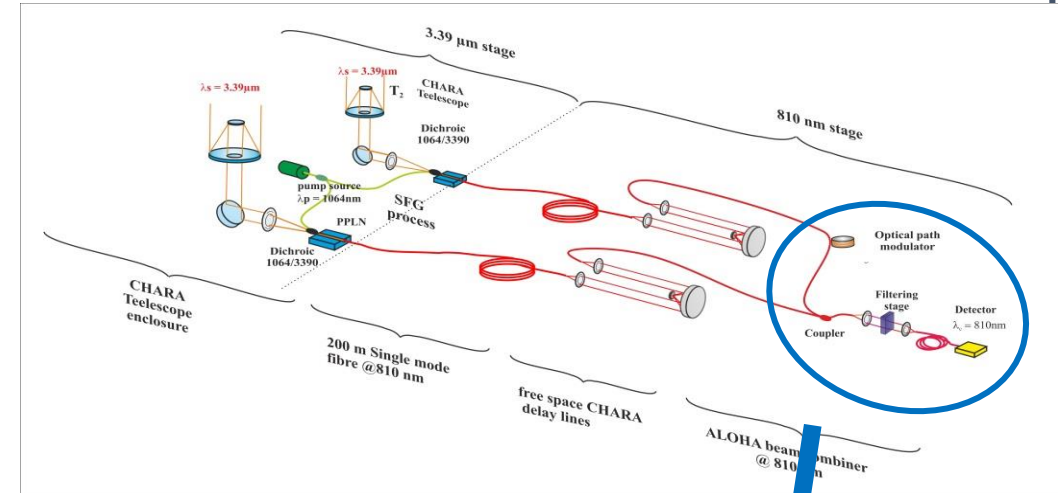 3.39 µm stage
λs = 3.39µm
λs = 3.39µm
T2
CHARA
Teelescope
Dichroic
1064/3390
810 nm stage
pump source
λp = 1064nm
SFG
process
PPLN
Dichroic
1064/3390
Optical path
modulator
Filtering
stage
Detector
λc = 810nm
Coupler
CHARA
Teelescope
enclosure
200 m Single mode
fibre @810 nm
free space CHARA
delay lines
ALOHA beam combiner
@ 810 nm